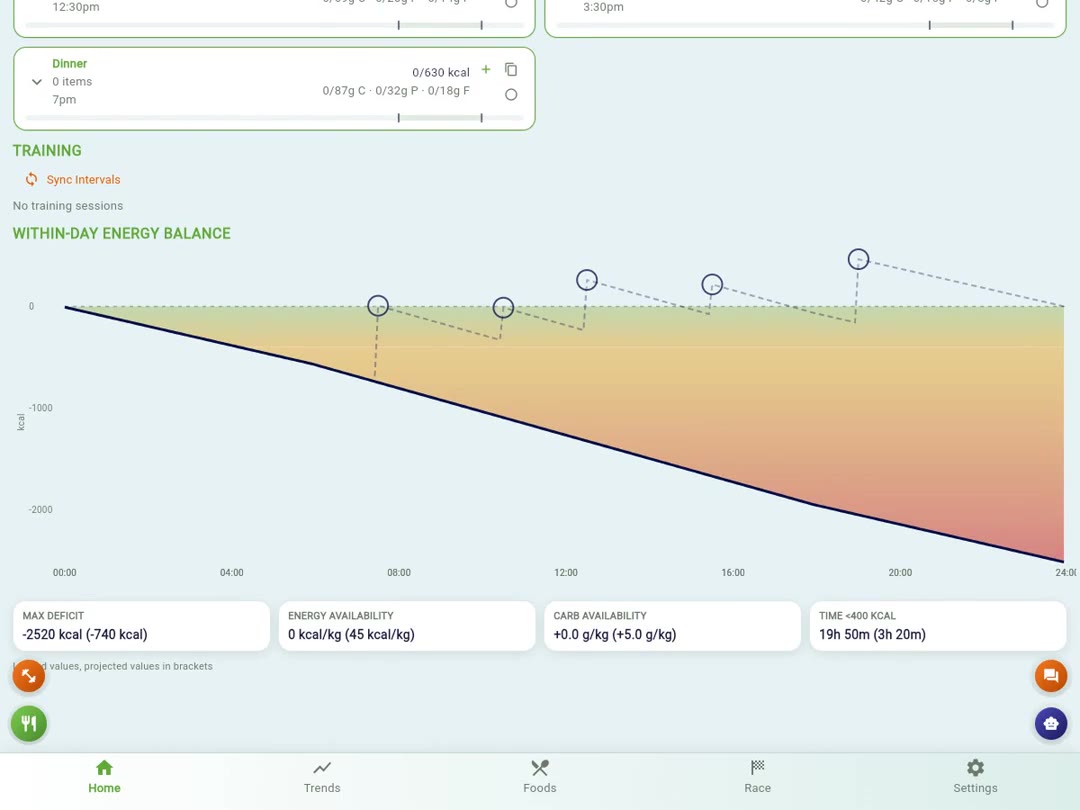 12:30pm
3:30pm
Dinner
0 items
7pm
0/630 kcal +
0/87g C · 0/32g P · 0/18g F
TRAINING
Sync Intervals
No training sessions
WITHIN-DAY ENERGY BALANCE
0
-1000
-2000
kcal
00:00 04:00 08:00 12:00 16:00 20:00
MAX DEFICIT
-2520 kcal (-740 kcal)
ENERGY AVAILABILITY
0 kcal/kg (45 kcal/kg)
CARB AVAILABILITY
+0.0 g/kg (+5.0 g/kg)
TIME <400 KCAL
19h 50m (3h 20m)
values, projected values in brackets
Home Trends Foods Race Settings